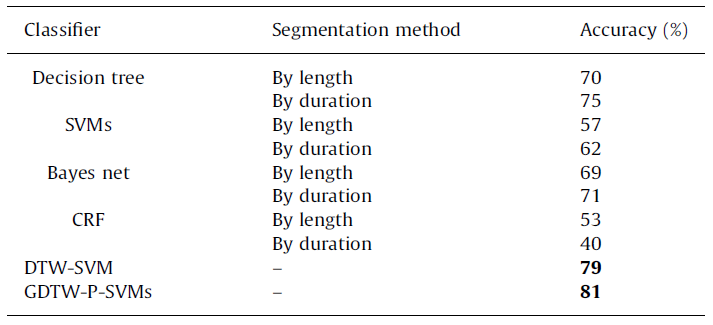 Classifier Segmentation method Accuracy (%)
Decision tree By length 70
By duration 75
SVMs By length 57
By duration 62
Bayes net By length 69
By duration 71
CRF By length 53
By duration 40
DTW-SVM – 79
GDTW-P-SVMs – 81